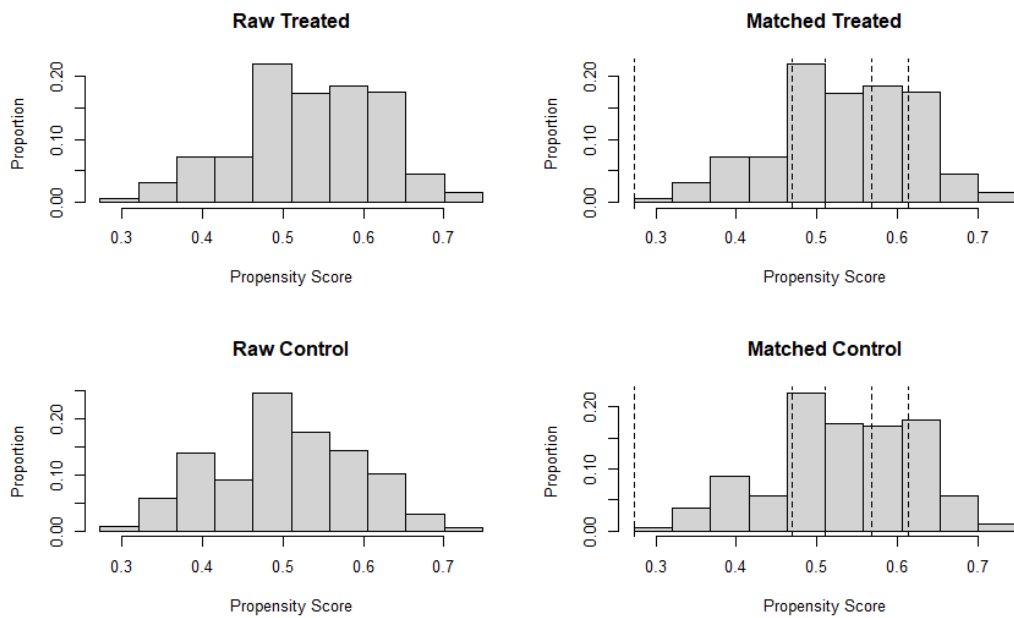 Raw Treated
Proportion
0.00 0.10 0.20
0.3 0.4 0.5 0.6 0.7
Propensity Score
Matched Treated
Proportion
0.00 0.10 0.20
0.3 0.4 0.5 0.6 0.7
Propensity Score
Raw Control
Proportion
0.00 0.10 0.20
0.3 0.4 0.5 0.6 0.7
Propensity Score
Matched Control
Proportion
0.00 0.10 0.20
0.3 0.4 0.5 0.6 0.7
Propensity Score